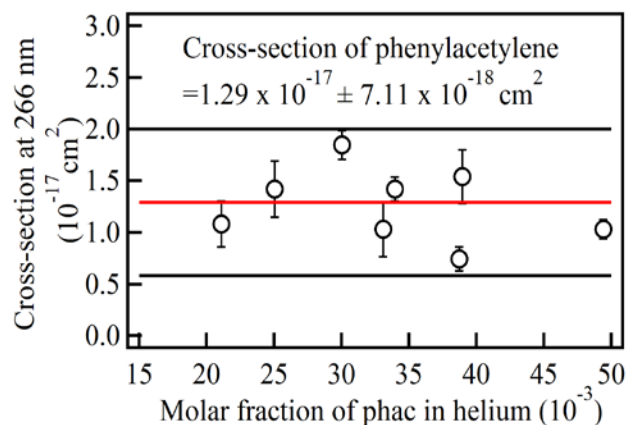 Cross-section of phenylacetylene
=1.29 x 10⁻¹⁷ ± 7.11 x 10⁻¹⁸ cm²
Cross-section at 266 nm
(10⁻¹⁷ cm²)
3.0
2.5
2.0
1.5
1.0
0.5
0.0
15 20 25 30 35 40 45 50
Molar fraction of phac in helium (10⁻³)